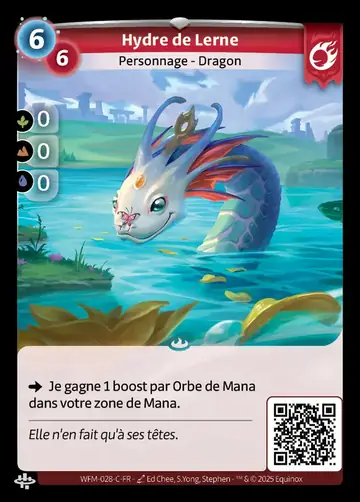 6
6
Hydre de Lerne
Personnage - Dragon
0
0
0
Je gagne 1 boost par Orbe de Mana
dans votre zone de Mana.
Elle n'en fait qu'à ses têtes.
WFM-028-C-FR - Ed Chee, S.Yong, Stephen - ™ & © 2025 Equinox